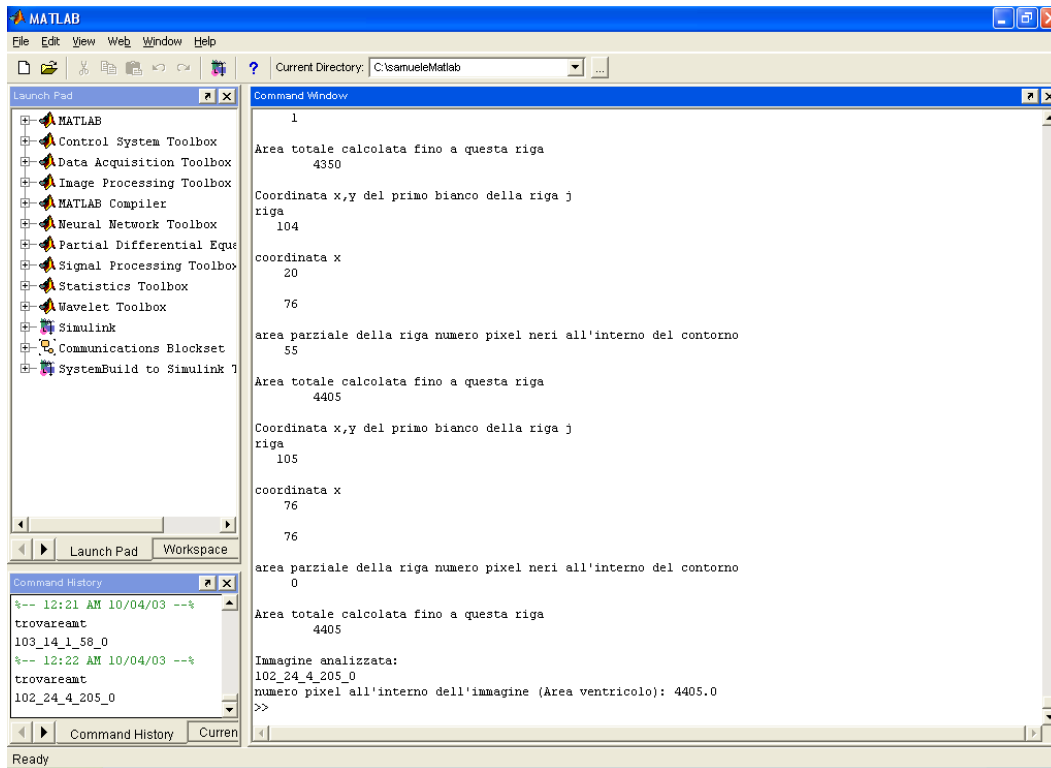 MATLAB
File Edit View Web Window Help
? Current Directory: C:\samueleMatlab ...
Launch Pad
MATLAB
Control System Toolbox
Data Acquisition Toolbox
Image Processing Toolbox
MATLAB Compiler
Neural Network Toolbox
Partial Differential Equa
Signal Processing Toolbox
Statistics Toolbox
Wavelet Toolbox
Simulink
Communications Blockset
SystemBuild to Simulink T
Launch Pad Workspace
Command History
%-- 12:21 AM 10/04/03 --%
trovareamt
103_14_1_58_0
%-- 12:22 AM 10/04/03 --%
trovareamt
102_24_4_205_0
Command History Curren
Command Window
1
Area totale calcolata fino a questa riga
4350
Coordinata x,y del primo bianco della riga j
riga
104
coordinata x
20
76
area parziale della riga numero pixel neri all'interno del contorno
55
Area totale calcolata fino a questa riga
4405
Coordinata x,y del primo bianco della riga j
riga
105
coordinata x
76
76
area parziale della riga numero pixel neri all'interno del contorno
0
Area totale calcolata fino a questa riga
4405
Immagine analizzata:
102_24_4_205_0
numero pixel all'interno dell'immagine (Area ventricolo): 4405.0
>>
Ready